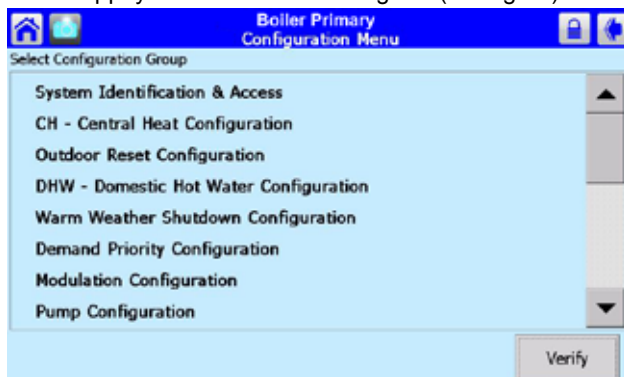 Boiler Primary
Configuration Menu
Select Configuration Group
System Identification & Access
CH - Central Heat Configuration
Outdoor Reset Configuration
DHW - Domestic Hot Water Configuration
Warm Weather Shutdown Configuration
Demand Priority Configuration
Modulation Configuration
Pump Configuration
Verify